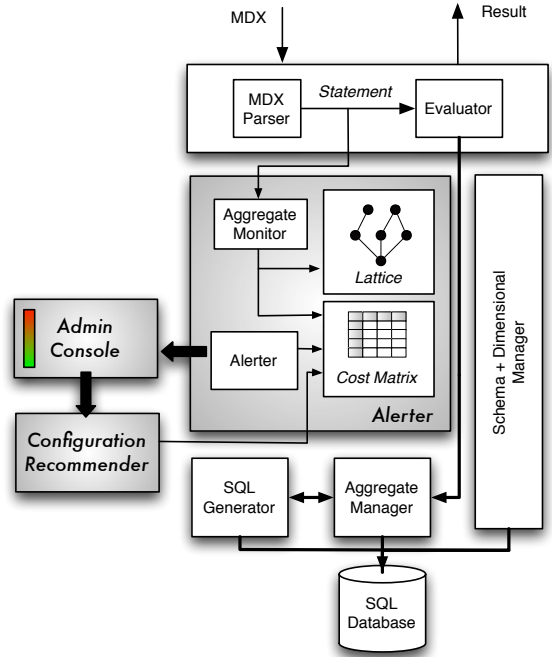 MDX
Result
MDX
Parser
Statement
Evaluator
Aggregate
Monitor
Lattice
Schema + Dimensional
Manager
Admin
Console
Alerter
Cost Matrix
Alerter
Configuration
Recommender
SQL
Generator
Aggregate
Manager
SQL
Database